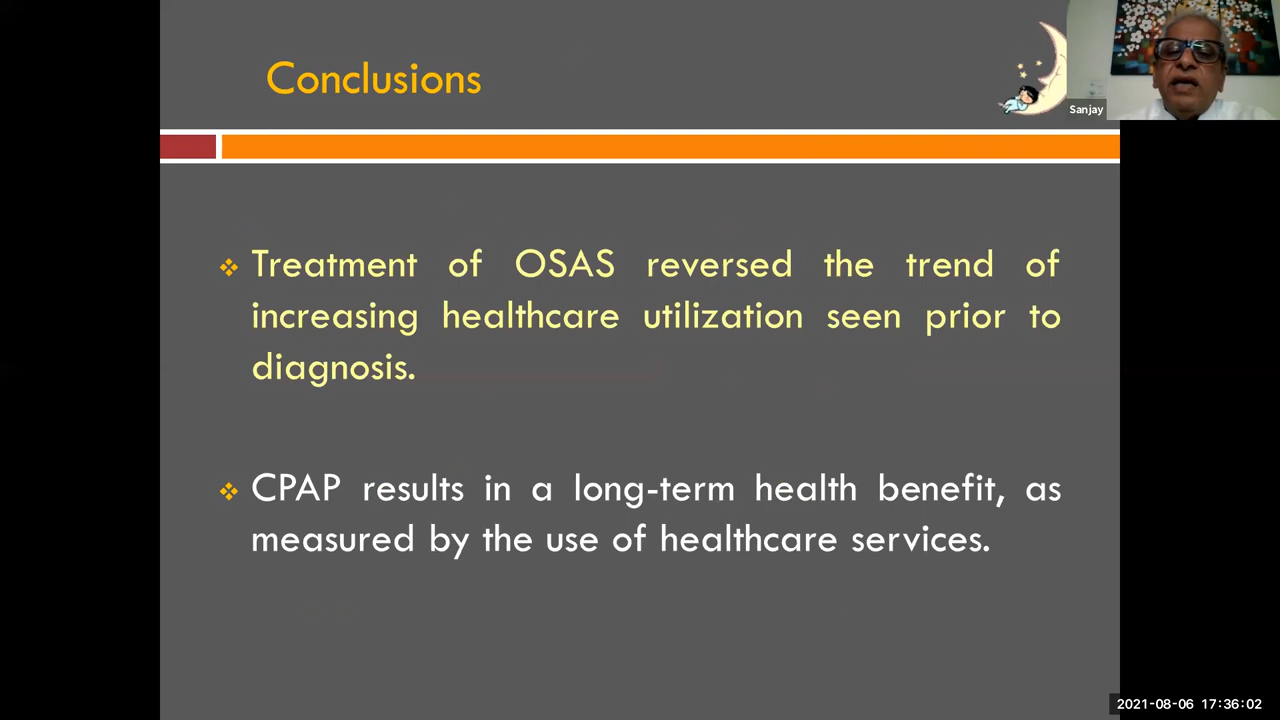 Conclusions
Sanjay
❖ Treatment of OSAS reversed the trend of
increasing healthcare utilization seen prior to
diagnosis.
❖ CPAP results in a long-term health benefit, as
measured by the use of healthcare services.
2021-08-06 17:36:02